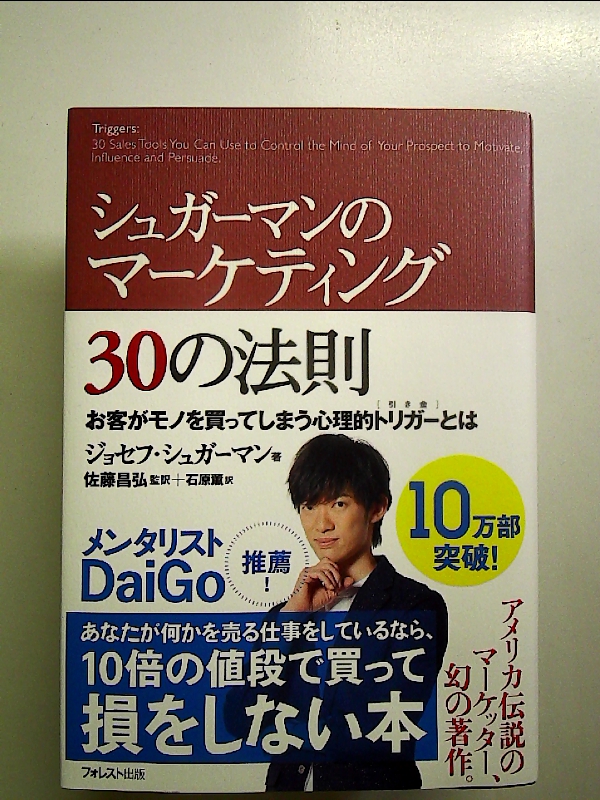 Triggers:
30 Sales Tools You Can Use to Control the Mind of Your Prospect to Motivate,
Influence and Persuade.
シュガーマンの
マーケティング
30の法則
[引き金]
お客がモノを買ってしまう心理的トリガーとは
ジョセフ・シュガーマン 著
佐藤昌弘 監訳+石原薫 訳
10万部
突破!
メンタリスト
DaiGo
推薦
!
あなたが何かを売る仕事をしているなら、
10倍の値段で買って
損をしない本
アメリカ伝説の
マーケッター、
幻の著作。
フォレスト出版